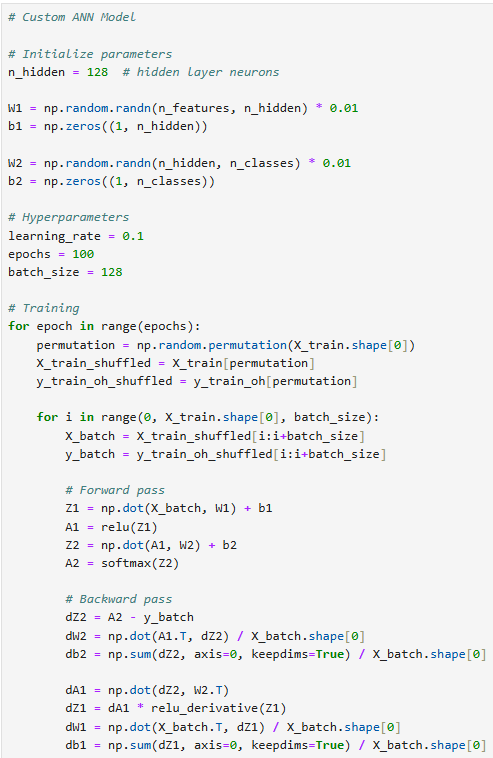 # Custom ANN Model
# Initialize parameters
n_hidden = 128  # hidden layer neurons
W1 = np.random.randn(n_features, n_hidden) * 0.01
b1 = np.zeros((1, n_hidden))
W2 = np.random.randn(n_hidden, n_classes) * 0.01
b2 = np.zeros((1, n_classes))
# Hyperparameters
learning_rate = 0.1
epochs = 100
batch_size = 128
# Training
for epoch in range(epochs):
    permutation = np.random.permutation(X_train.shape[0])
    X_train_shuffled = X_train[permutation]
    y_train_oh_shuffled = y_train_oh[permutation]
    for i in range(0, X_train.shape[0], batch_size):
        X_batch = X_train_shuffled[i:i+batch_size]
        y_batch = y_train_oh_shuffled[i:i+batch_size]
        # Forward pass
        Z1 = np.dot(X_batch, W1) + b1
        A1 = relu(Z1)
        Z2 = np.dot(A1, W2) + b2
        A2 = softmax(Z2)
        # Backward pass
        dZ2 = A2 - y_batch
        dW2 = np.dot(A1.T, dZ2) / X_batch.shape[0]
        db2 = np.sum(dZ2, axis=0, keepdims=True) / X_batch.shape[0]
        dA1 = np.dot(dZ2, W2.T)
        dZ1 = dA1 * relu_derivative(Z1)
        dW1 = np.dot(X_batch.T, dZ1) / X_batch.shape[0]
        db1 = np.sum(dZ1, axis=0, keepdims=True) / X_batch.shape[0]